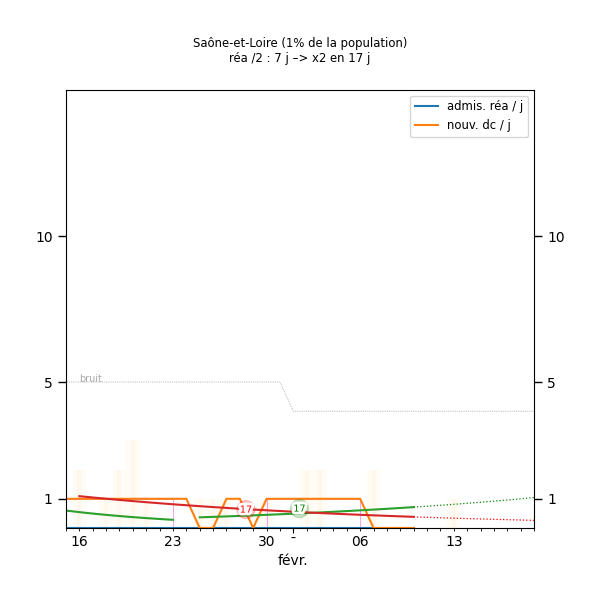 Saône-et-Loire (1% de la population)
réa /2 : 7 j –> x2 en 17 j
admis. réa / j
nouv. dc / j
10 10
bruit
5 5
17 17
1 1
16 23 30 - 06 13
févr.